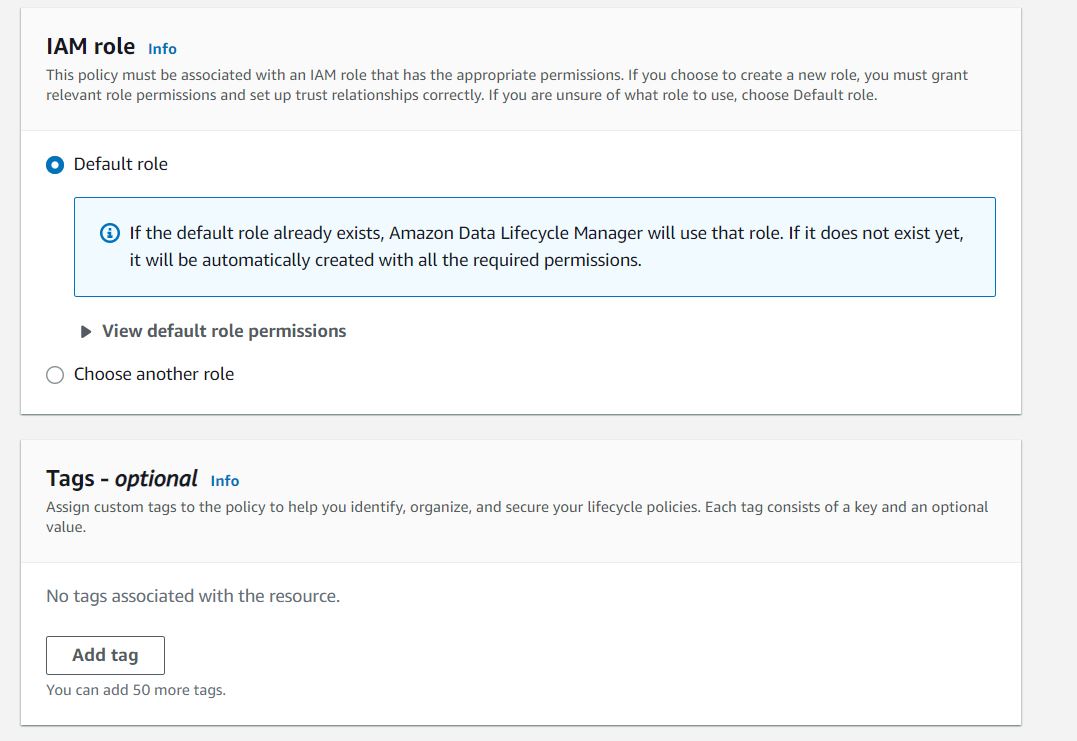 IAM role Info
This policy must be associated with an IAM role that has the appropriate permissions. If you choose to create a new role, you must grant
relevant role permissions and set up trust relationships correctly. If you are unsure of what role to use, choose Default role.
Default role
If the default role already exists, Amazon Data Lifecycle Manager will use that role. If it does not exist yet,
it will be automatically created with all the required permissions.
View default role permissions
Choose another role
Tags - optional Info
Assign custom tags to the policy to help you identify, organize, and secure your lifecycle policies. Each tag consists of a key and an optional
value.
No tags associated with the resource.
Add tag
You can add 50 more tags.